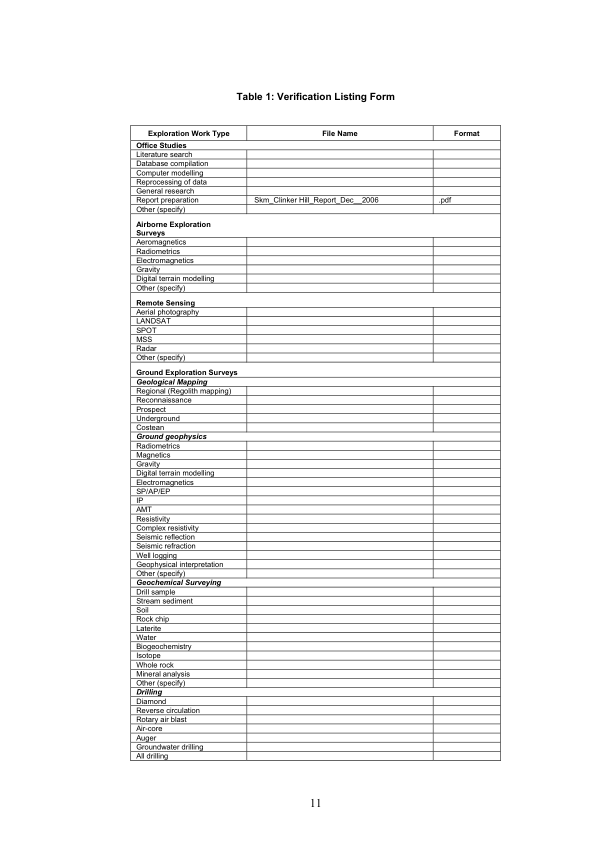 Table 1: Verification Listing Form
Exploration Work Type File Name Format
Office Studies
Literature search
Database compilation
Computer modelling
Reprocessing of data
General research
Report preparation Skm_Clinker Hill_Report_Dec__2006 .pdf
Other (specify)
Airborne Exploration
Surveys
Aeromagnetics
Radiometrics
Electromagnetics
Gravity
Digital terrain modelling
Other (specify)
Remote Sensing
Aerial photography
LANDSAT
SPOT
MSS
Radar
Other (specify)
Ground Exploration Surveys
Geological Mapping
Regional (Regolith mapping)
Reconnaissance
Prospect
Underground
Costean
Ground geophysics
Radiometrics
Magnetics
Gravity
Digital terrain modelling
Electromagnetics
SP/AP/EP
IP
AMT
Resistivity
Complex resistivity
Seismic reflection
Seismic refraction
Well logging
Geophysical interpretation
Other (specify)
Geochemical Surveying
Drill sample
Stream sediment
Soil
Rock chip
Laterite
Water
Biogeochemistry
Isotope
Whole rock
Mineral analysis
Other (specify)
Drilling
Diamond
Reverse circulation
Rotary air blast
Air-core
Auger
Groundwater drilling
All drilling
11